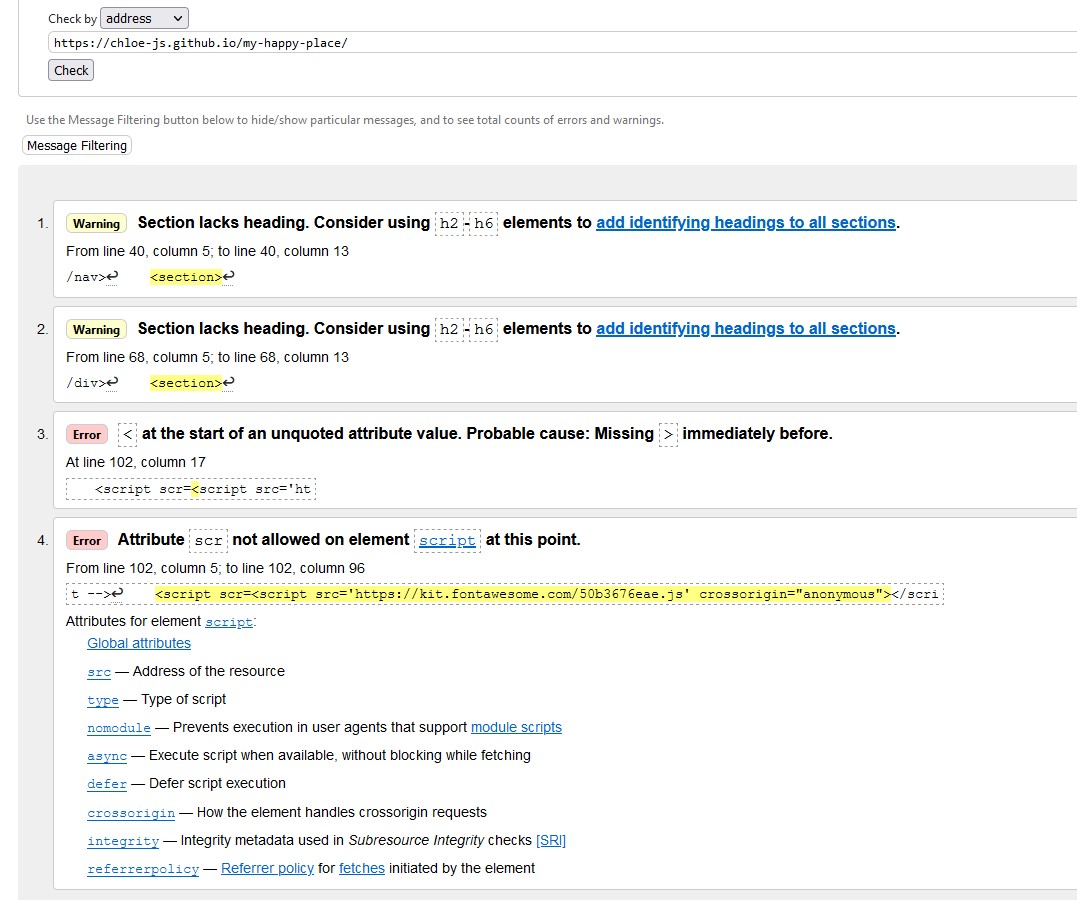 Check by address
https://chloe-js.github.io/my-happy-place/
Check
Use the Message Filtering button below to hide/show particular messages, and to see total counts of errors and warnings.
Message Filtering
1. Warning Section lacks heading. Consider using h2-h6 elements to add identifying headings to all sections.
From line 40, column 5; to line 40, column 13
/nav>↩ <section>↩
2. Warning Section lacks heading. Consider using h2-h6 elements to add identifying headings to all sections.
From line 68, column 5; to line 68, column 13
/div>↩ <section>↩
3. Error < at the start of an unquoted attribute value. Probable cause: Missing > immediately before.
At line 102, column 17
<script scr=<script src='ht
4. Error Attribute scr not allowed on element script at this point.
From line 102, column 5; to line 102, column 96
t -->↩ <script scr=<script src='https://kit.fontawesome.com/50b3676eae.js' crossorigin="anonymous"></scri
Attributes for element script:
Global attributes
src — Address of the resource
type — Type of script
nomodule — Prevents execution in user agents that support module scripts
async — Execute script when available, without blocking while fetching
defer — Defer script execution
crossorigin — How the element handles crossorigin requests
integrity — Integrity metadata used in Subresource Integrity checks [SRI]
referrerpolicy — Referrer policy for fetches initiated by the element